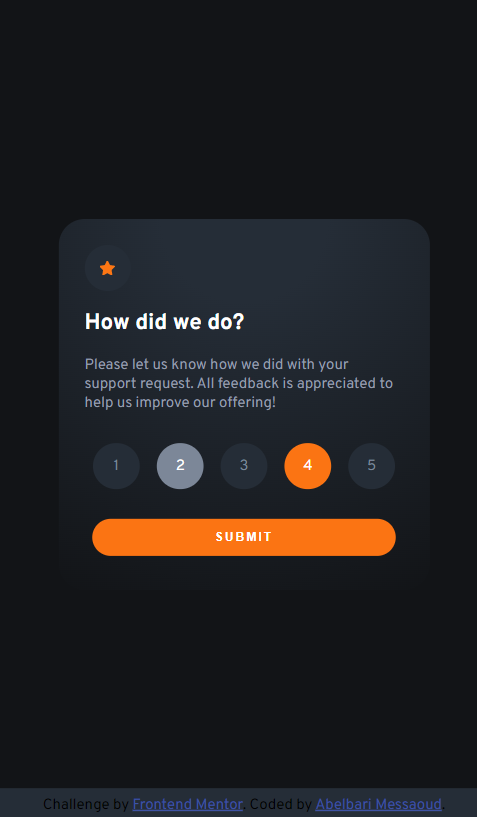 How did we do?
Please let us know how we did with your
support request. All feedback is appreciated to
help us improve our offering!
1 2 3 4 5
SUBMIT
Challenge by Frontend Mentor. Coded by Abelbari Messaoud.